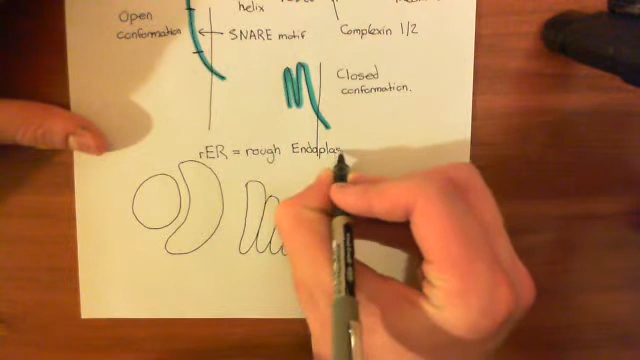 Open
conformation
helix
SNARE motif
Complexin 1/2
Closed
conformation.
rER = rough Endoplas